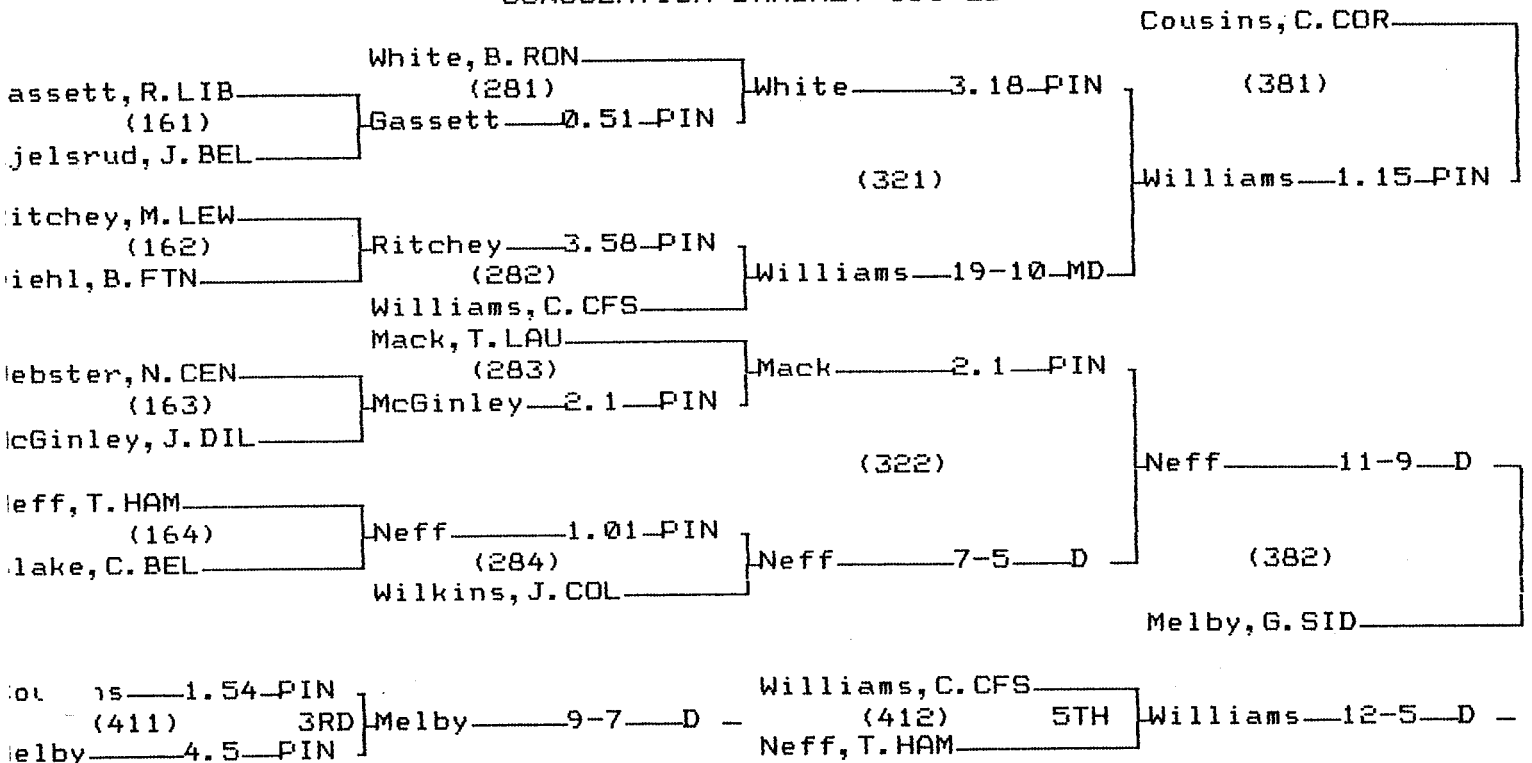 Cousins, C. COR
White, B. RON
(281)
White 3.18 PIN
(381)
assett, R. LIB
(161)
Gassett 0.51 PIN
jelsrud, J. BEL
(321)
Williams 1.15 PIN
itchey, M. LEW
(162)
Ritchey 3.58 PIN
(282)
Williams 19-10 MD
iehl, B. FTN
Williams, C. CFS
Mack, T. LAU
(283)
Mack 2.1 PIN
ebster, N. CEN
(163)
McGinley 2.1 PIN
cGinley, J. DIL
(322)
Neff 11-9 D
eff, T. HAM
(164)
Neff 1.01 PIN
(284)
Neff 7-5 D
(382)
lake, C. BEL
Wilkins, J. COL
Melby, G. SID
1.54 PIN
(411) 3RD Melby 9-7 D
elby 4.5 PIN
Williams, C. CFS
(412) 5TH Williams 12-5 D
Neff, T. HAM